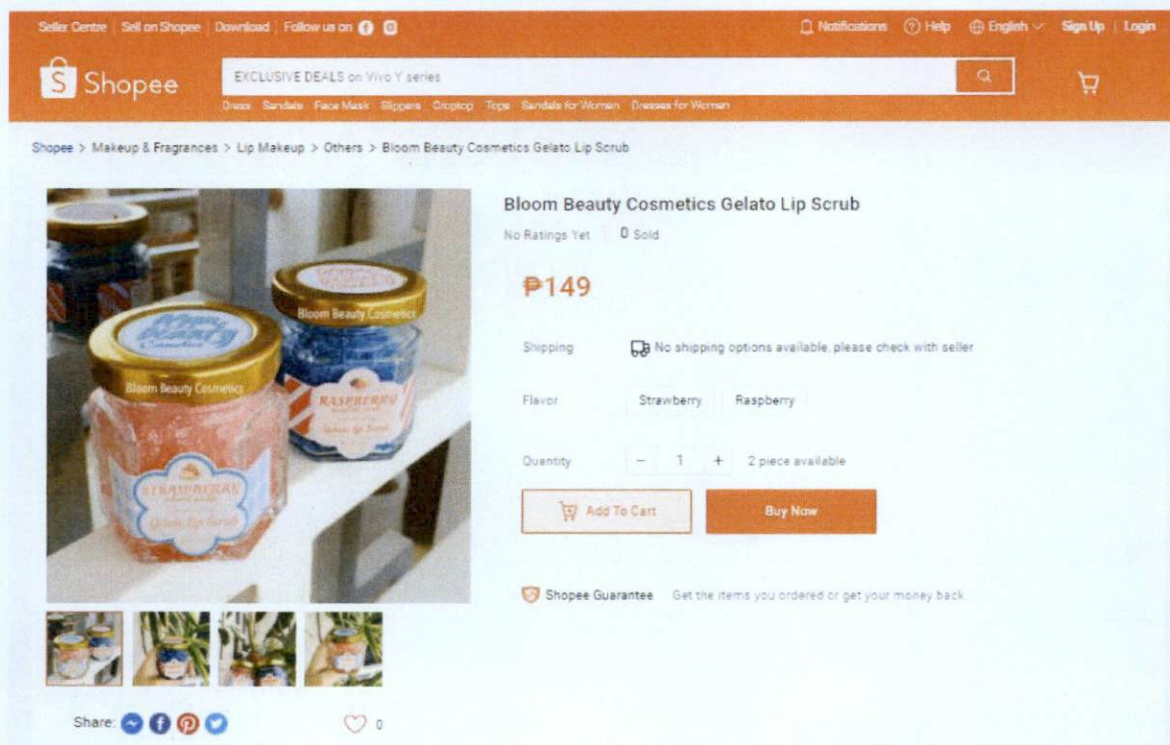 Seller Centre Sell on Shopee Download Follow us on
Notifications Help English Sign Up Login
Shopee
EXCLUSIVE DEALS on Vivo Y series
Dress Sandals Face Mask Slippers Croptop Tops Sandals for Women Dresses for Women
Shopee > Makeup & Fragrances > Lip Makeup > Others > Bloom Beauty Cosmetics Gelato Lip Scrub
Bloom Beauty Cosmetics Gelato Lip Scrub
No Ratings Yet 0 Sold
₱149
Shipping No shipping options available, please check with seller
Flavor Strawberry Raspberry
Quantity − 1 + 2 piece available
Add To Cart Buy Now
Shopee Guarantee Get the items you ordered or get your money back
Bloom Beauty Cosmetics
RASPBERRY
Gelato Lip Scrub
Bloom Beauty Cosmetics
Bloom Beauty Cosmetics
STRAWBERRY
Gelato Lip Scrub
Share:
0